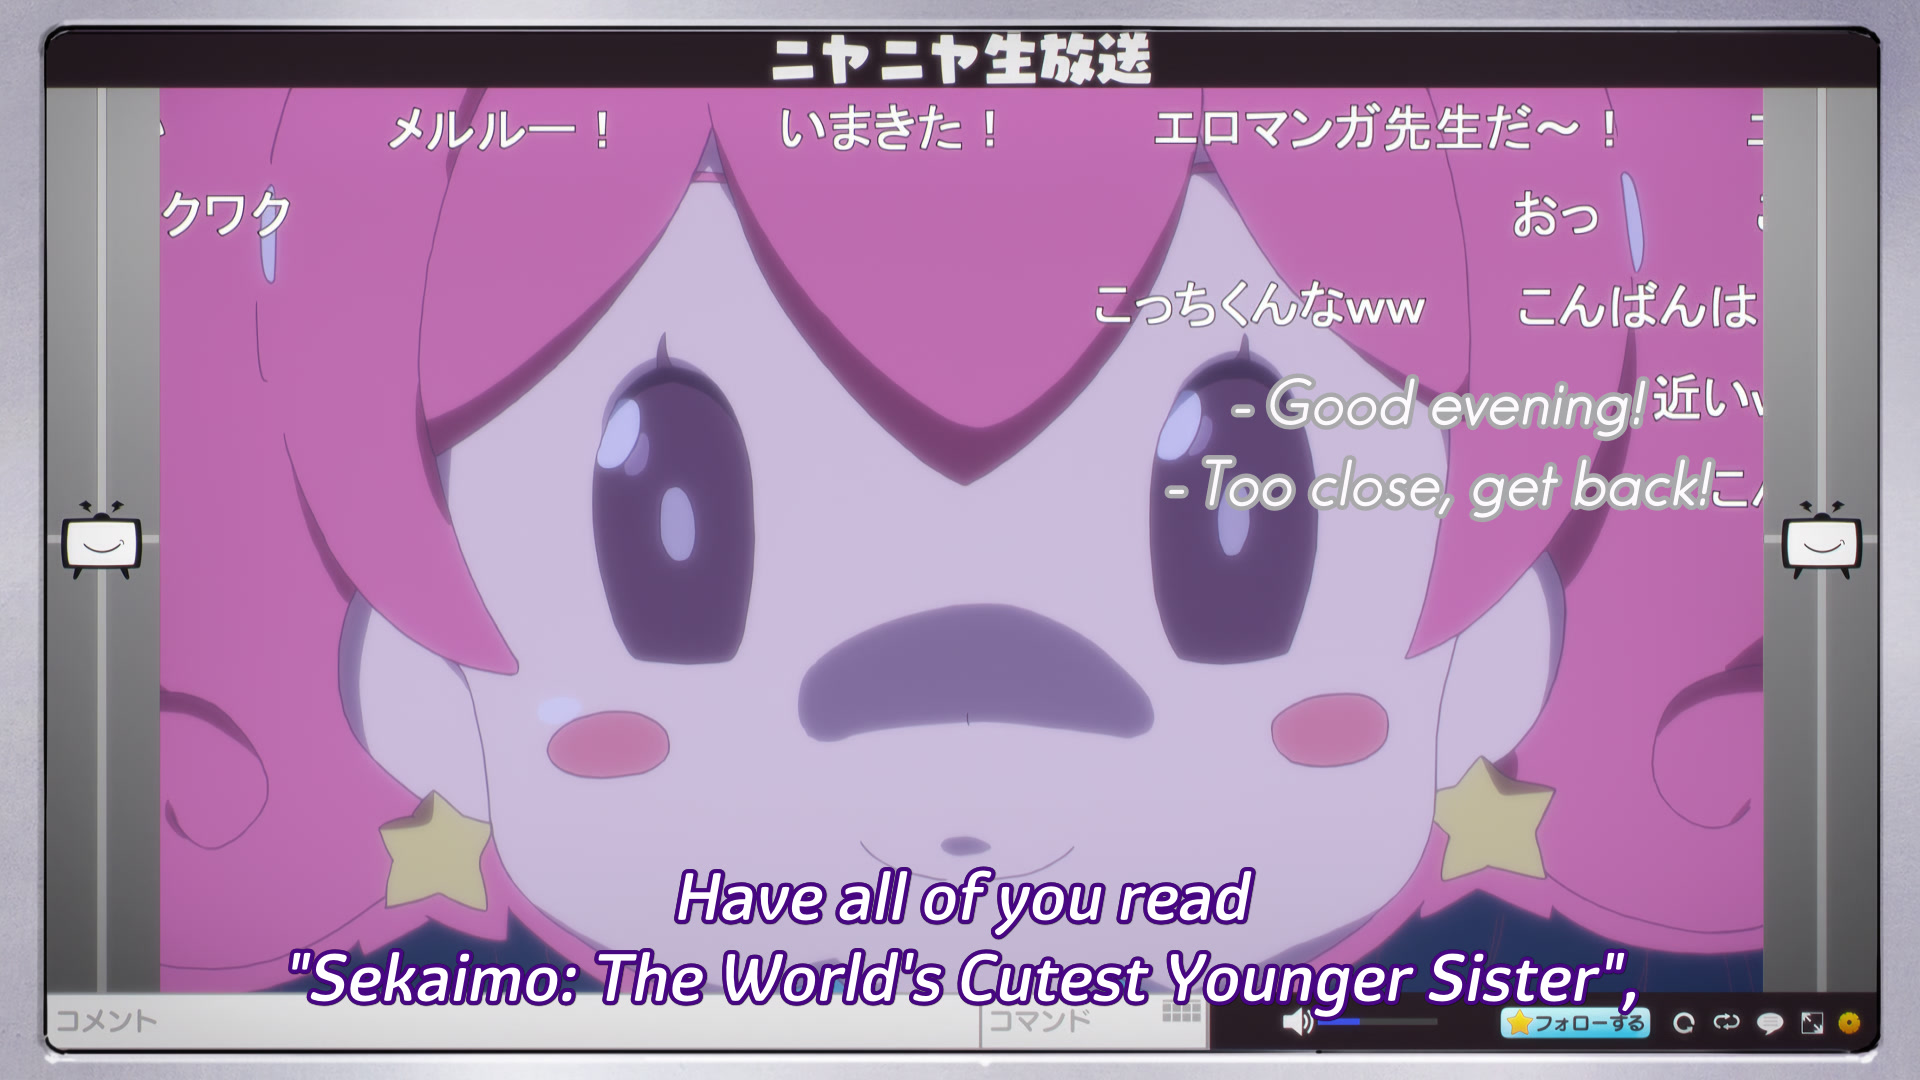 ニヤニヤ生放送
メルルー！ いまきた！ エロマンガ先生だ～！
クワク おっ
こっちくんなww こんばんは
- Good evening! 近いw
- Too close, get back! こん
Have all of you read
"Sekaimo: The World's Cutest Younger Sister",
コメント コマンド フォローする